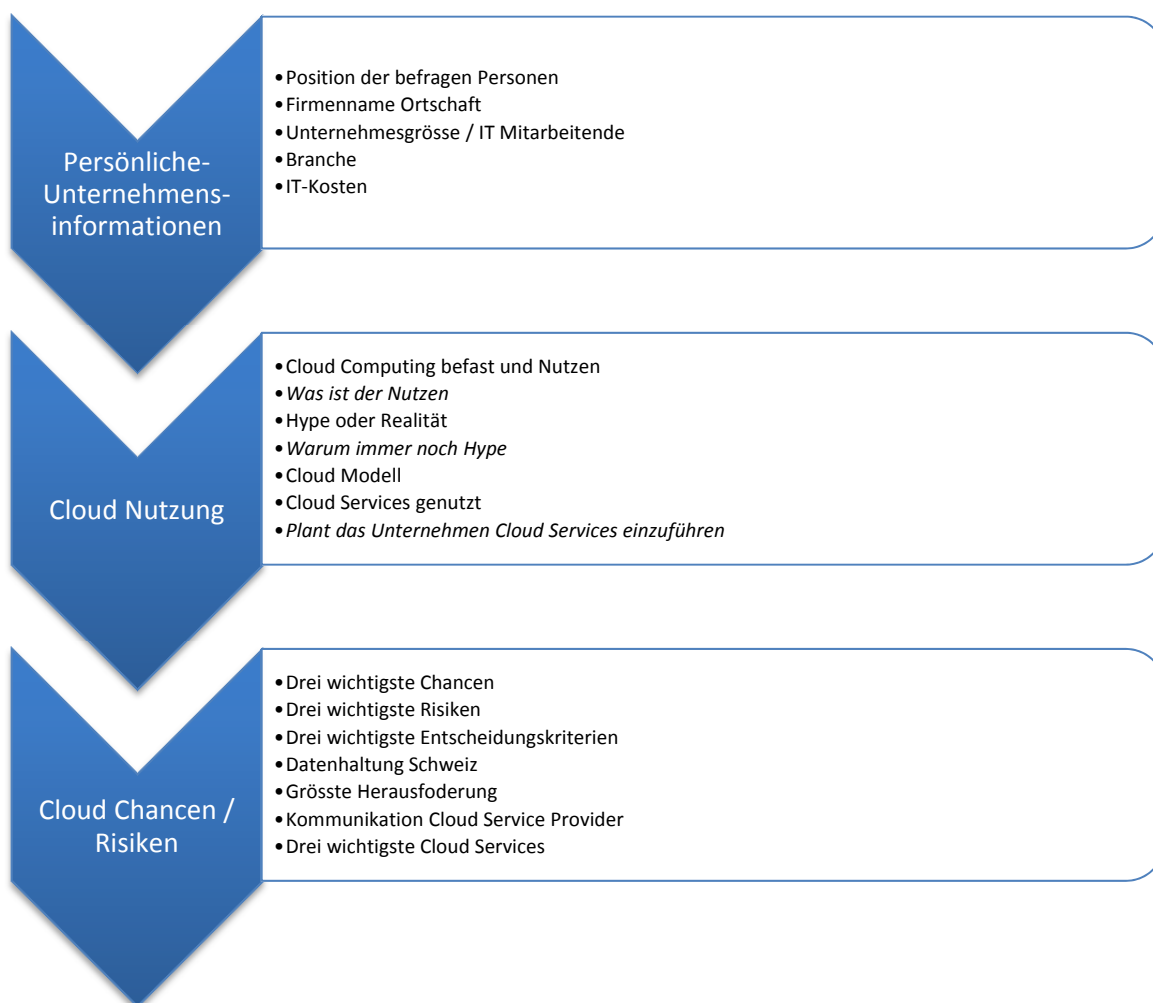 Persönliche-
Unternehmens-
informationen
•Position der befragen Personen
•Firmenname Ortschaft
•Unternehmesgrösse / IT Mitarbeitende
•Branche
•IT-Kosten
Cloud Nutzung
•Cloud Computing befast und Nutzen
•Was ist der Nutzen
•Hype oder Realität
•Warum immer noch Hype
•Cloud Modell
•Cloud Services genutzt
•Plant das Unternehmen Cloud Services einzuführen
Cloud Chancen /
Risiken
•Drei wichtigste Chancen
•Drei wichtigste Risiken
•Drei wichtigste Entscheidungskriterien
•Datenhaltung Schweiz
•Grösste Herausfoderung
•Kommunikation Cloud Service Provider
•Drei wichtigste Cloud Services